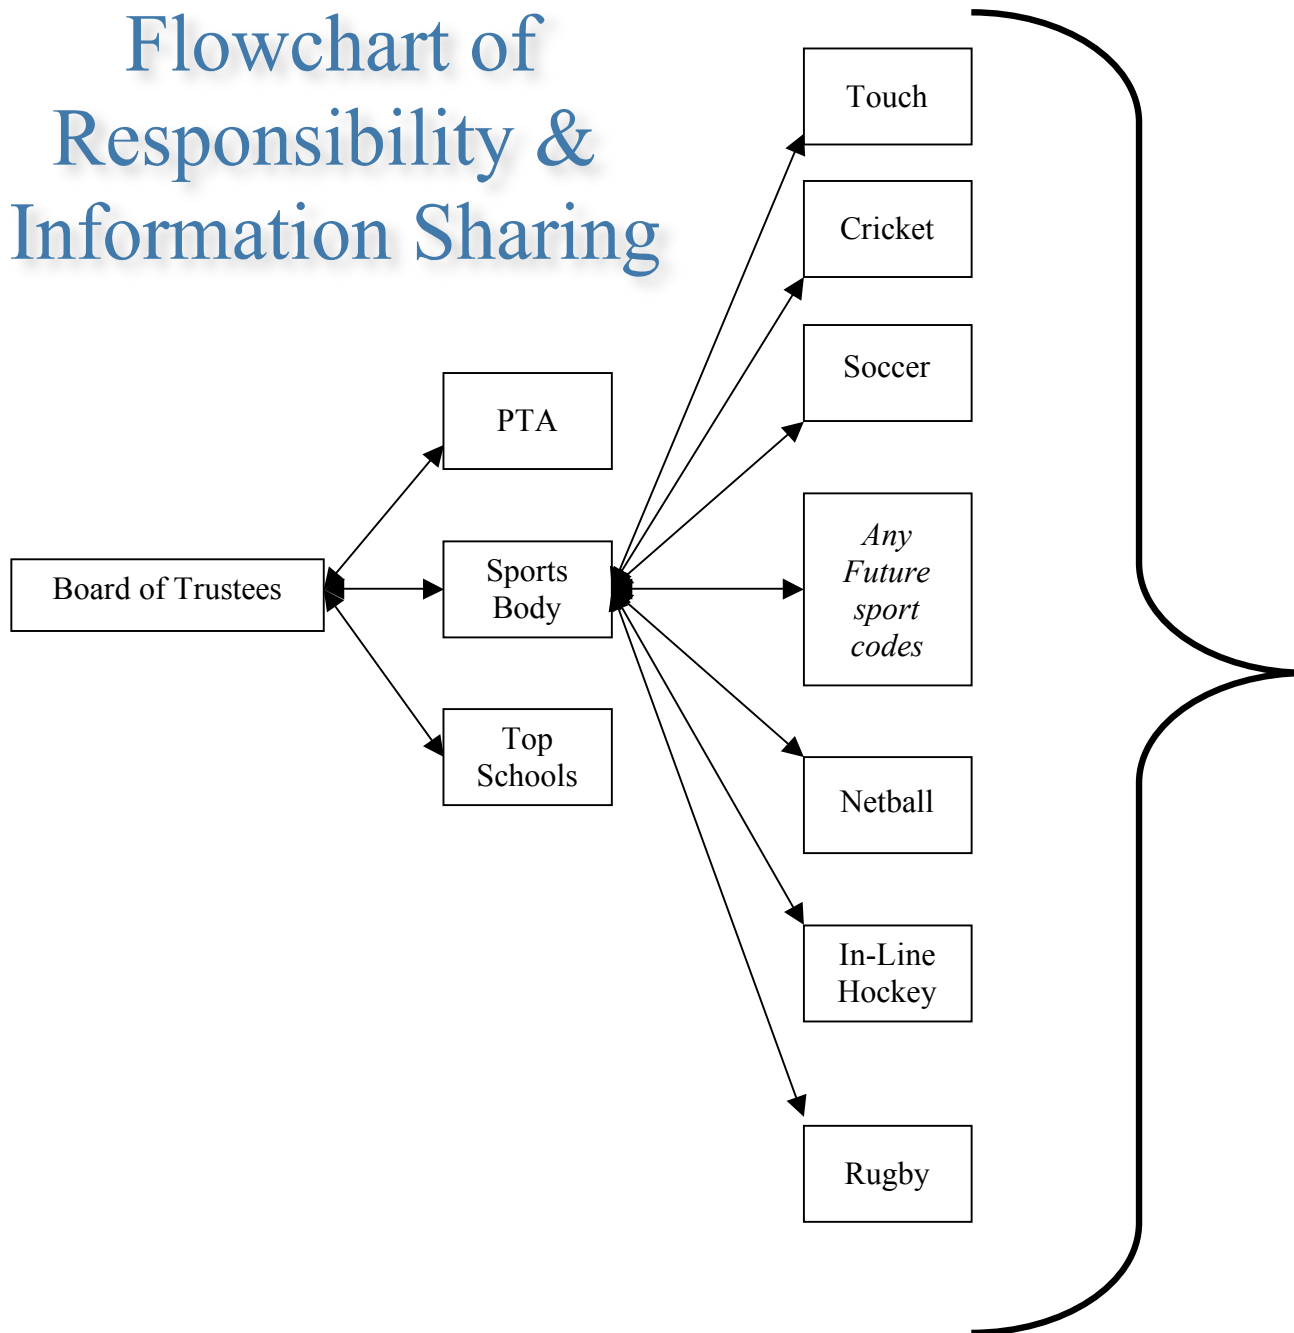 Flowchart of
Responsibility &
Information Sharing
Touch
Cricket
Soccer
PTA
Any
Future
sport
codes
Sports
Body
Board of Trustees
Top
Schools
Netball
In-Line
Hockey
Rugby